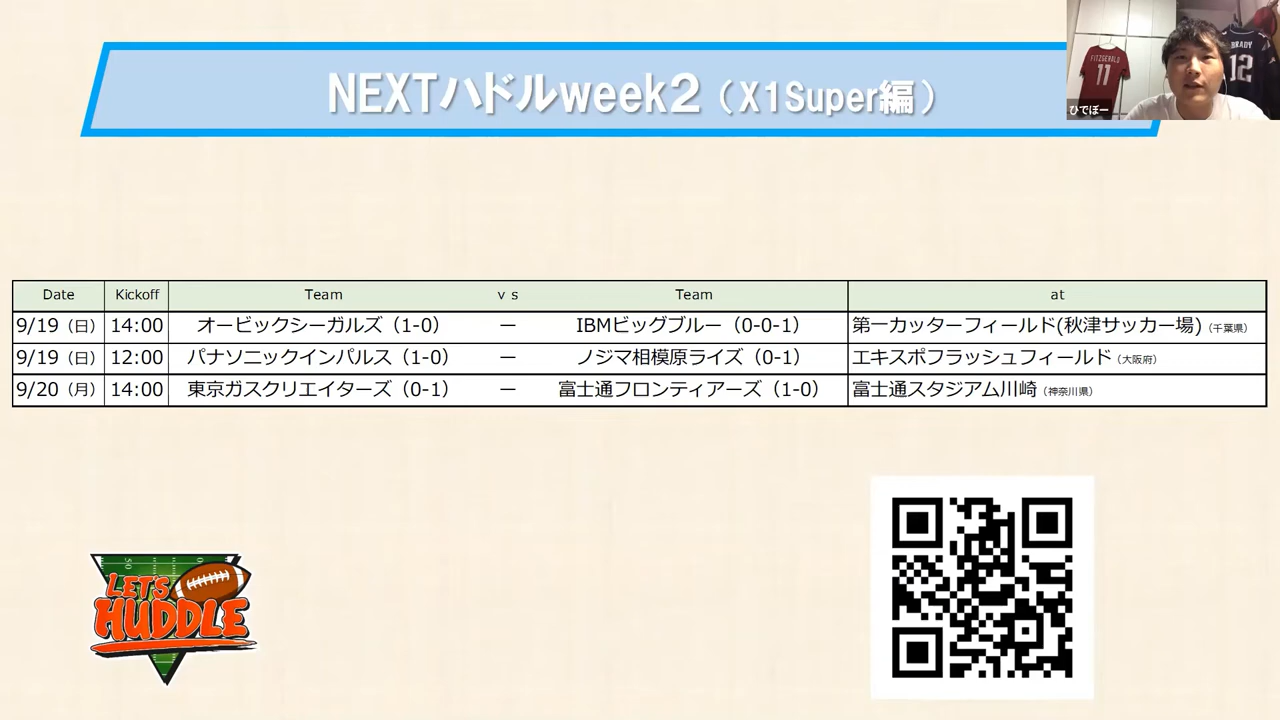 NEXTハドルweek２（X1Super編）
FITZGERALD
11
BRADY
12
ひでぼー
Date Kickoff Team ｖｓ Team at
9/19（日） 14:00 オービックシーガルズ（1-0） ー IBMビッグブルー（0-0-1） 第一カッターフィールド(秋津サッカー場)（千葉県）
9/19（日） 12:00 パナソニックインパルス（1-0） ー ノジマ相模原ライズ（0-1） エキスポフラッシュフィールド（大阪府）
9/20（月） 14:00 東京ガスクリエイターズ（0-1） ー 富士通フロンティアーズ（1-0） 富士通スタジアム川崎（神奈川県）
50
LET'S
HUDDLE